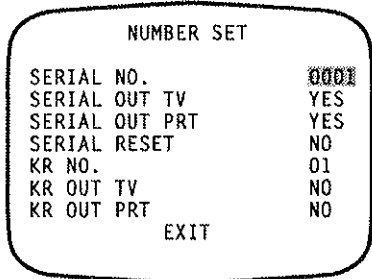 NUMBER SET
SERIAL NO. 0001
SERIAL OUT TV YES
SERIAL OUT PRT YES
SERIAL RESET NO
KR NO. 01
KR OUT TV NO
KR OUT PRT NO
EXIT